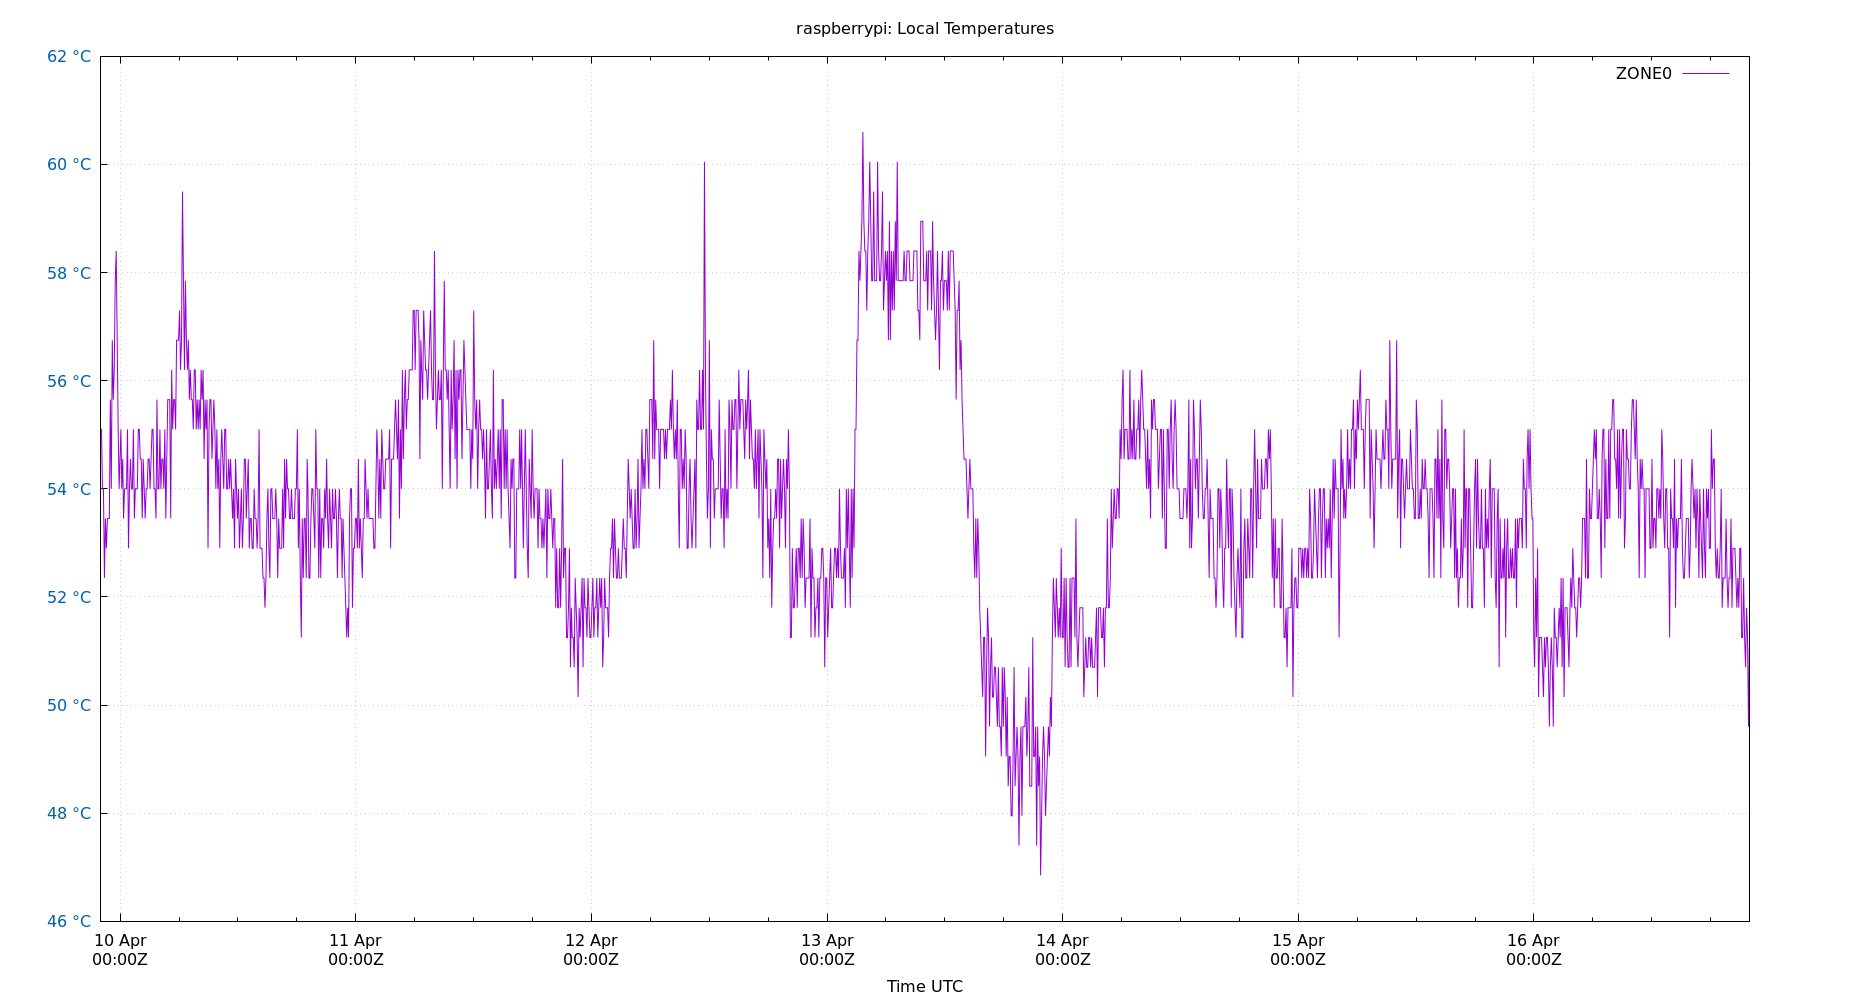 raspberrypi: Local Temperatures
62 °C
ZONE0
60 °C
58 °C
56 °C
54 °C
52 °C
50 °C
48 °C
46 °C
10 Apr 11 Apr 12 Apr 13 Apr 14 Apr 15 Apr 16 Apr
00:00Z 00:00Z 00:00Z 00:00Z 00:00Z 00:00Z 00:00Z
Time UTC